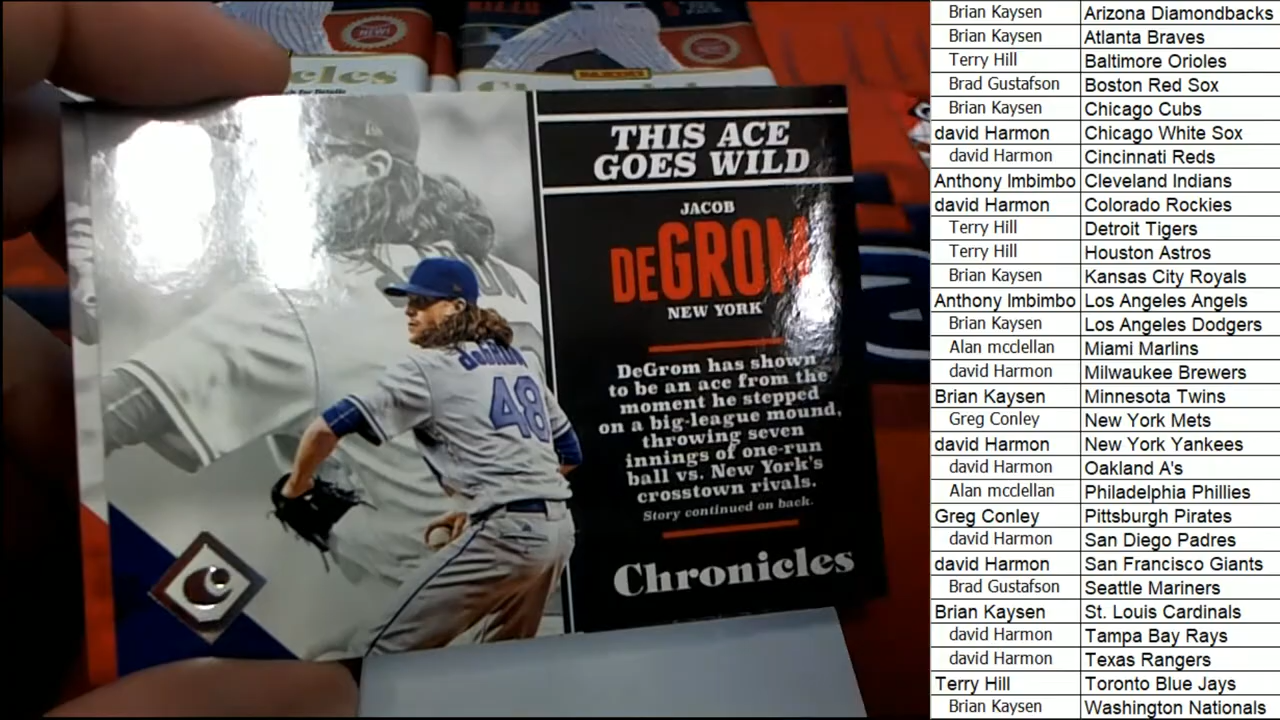 RIZZO
NEW!
cles
PANINI
THIS ACE
GOES WILD
JACOB
DEGROM
NEW YORK
DeGrom has shown
to be an ace from the
moment he stepped
on a big-league mound,
throwing seven
innings of one-run
ball vs. New York's
crosstown rivals.
Story continued on back.
Chronicles
deGROM
48
C
Brian Kaysen Arizona Diamondbacks
Brian Kaysen Atlanta Braves
Terry Hill Baltimore Orioles
Brad Gustafson Boston Red Sox
Brian Kaysen Chicago Cubs
david Harmon Chicago White Sox
david Harmon Cincinnati Reds
Anthony Imbimbo Cleveland Indians
david Harmon Colorado Rockies
Terry Hill Detroit Tigers
Terry Hill Houston Astros
Brian Kaysen Kansas City Royals
Anthony Imbimbo Los Angeles Angels
Brian Kaysen Los Angeles Dodgers
Alan mcclellan Miami Marlins
david Harmon Milwaukee Brewers
Brian Kaysen Minnesota Twins
Greg Conley New York Mets
david Harmon New York Yankees
david Harmon Oakland A's
Alan mcclellan Philadelphia Phillies
Greg Conley Pittsburgh Pirates
david Harmon San Diego Padres
david Harmon San Francisco Giants
Brad Gustafson Seattle Mariners
Brian Kaysen St. Louis Cardinals
david Harmon Tampa Bay Rays
david Harmon Texas Rangers
Terry Hill Toronto Blue Jays
Brian Kaysen Washington Nationals